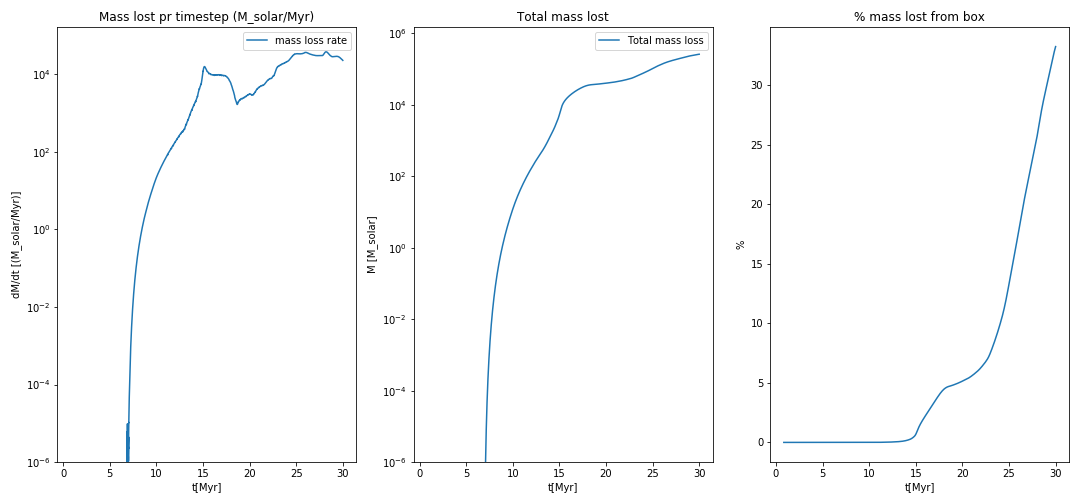 Mass lost pr timestep (M_solar/Myr)
mass loss rate
dM/dt [(M_solar/Myr)]
10^4
10^2
10^0
10^-2
10^-4
10^-6
0 5 10 15 20 25 30
t[Myr]
Total mass lost
Total mass loss
M [M_solar]
10^6
10^4
10^2
10^0
10^-2
10^-4
10^-6
0 5 10 15 20 25 30
t[Myr]
% mass lost from box
%
30
25
20
15
10
5
0
0 5 10 15 20 25 30
t[Myr]